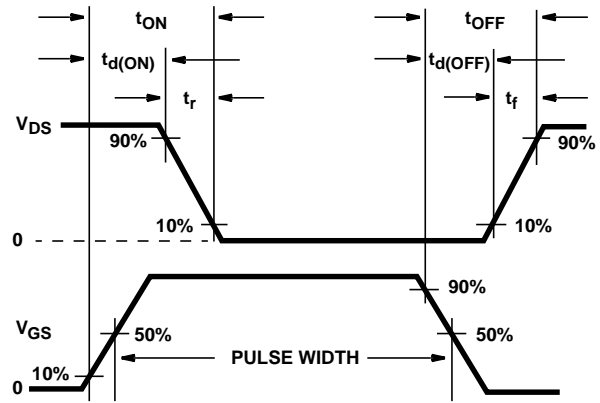 tON tOFF
td(ON) td(OFF)
tr tf
VDS
90% 90%
10% 10%
0
90%
VGS 50% 50%
PULSE WIDTH
10%
0